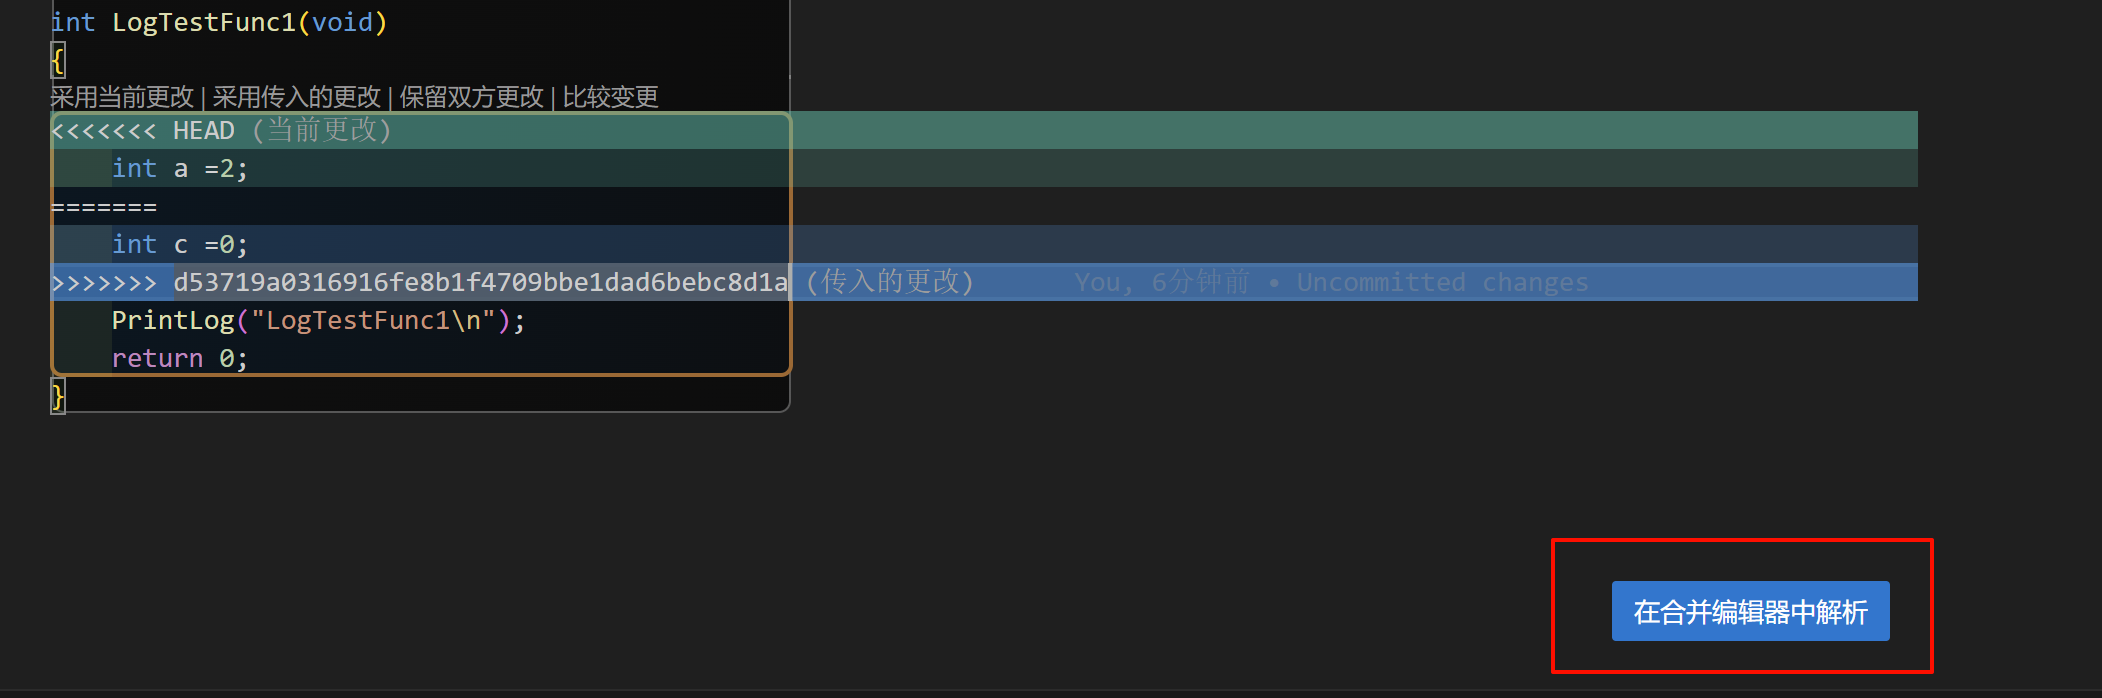 int LogTestFunc1(void)
{
采用当前更改 | 采用传入的更改 | 保留双方更改 | 比较变更
<<<<<<< HEAD (当前更改)
    int a =2;
=======
    int c =0;
>>>>>>> d53719a0316916fe8b1f4709bbe1dad6bebc8d1a (传入的更改)    You, 6分钟前 • Uncommitted changes
    PrintLog("LogTestFunc1\n");
    return 0;
}
在合并编辑器中解析